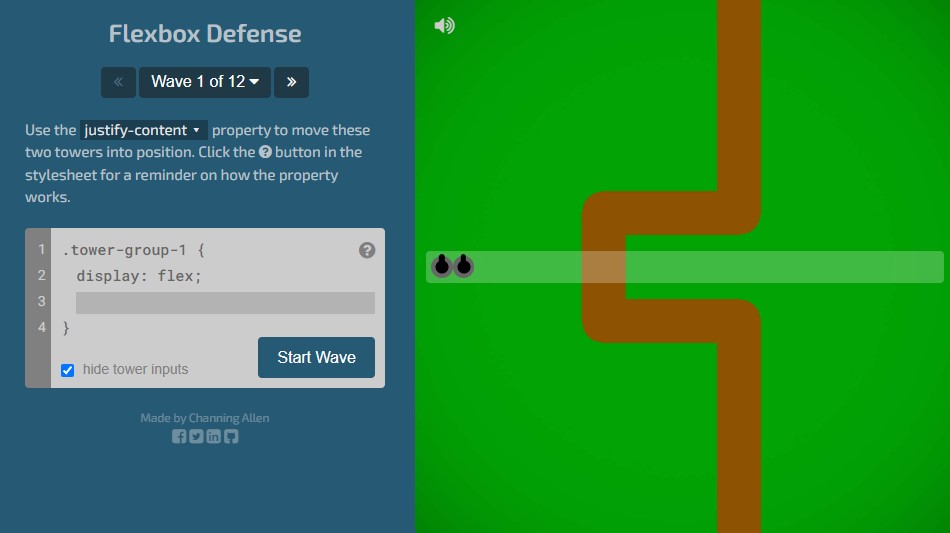 Flexbox Defense
« Wave 1 of 12 »
Use the justify-content property to move these
two towers into position. Click the ? button in the
stylesheet for a reminder on how the property
works.
1 .tower-group-1 { ?
2 display: flex;
3
4 }
hide tower inputs Start Wave
Made by Channing Allen